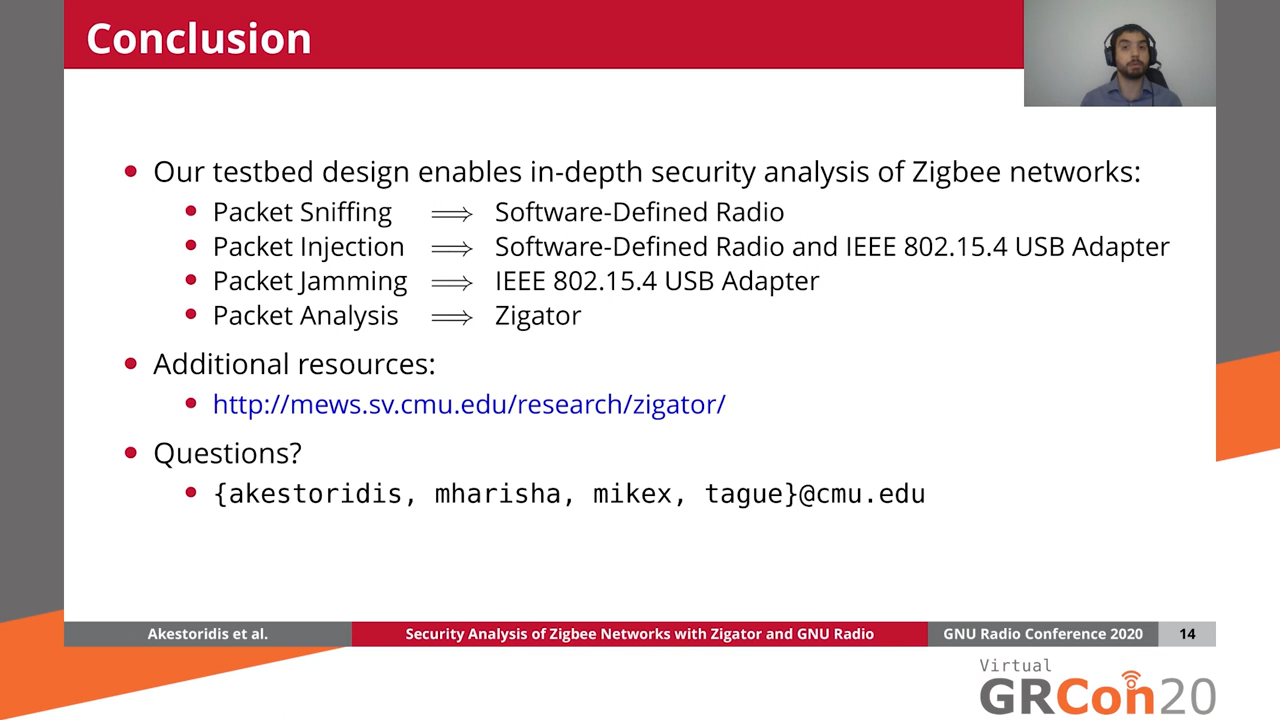 Conclusion
Our testbed design enables in-depth security analysis of Zigbee networks:
Packet Sniffing ⟹ Software-Defined Radio
Packet Injection ⟹ Software-Defined Radio and IEEE 802.15.4 USB Adapter
Packet Jamming ⟹ IEEE 802.15.4 USB Adapter
Packet Analysis ⟹ Zigator
Additional resources:
http://mews.sv.cmu.edu/research/zigator/
Questions?
{akestoridis, mharisha, mikex, tague}@cmu.edu
Akestoridis et al. Security Analysis of Zigbee Networks with Zigator and GNU Radio GNU Radio Conference 2020 14
Virtual
GRCon20